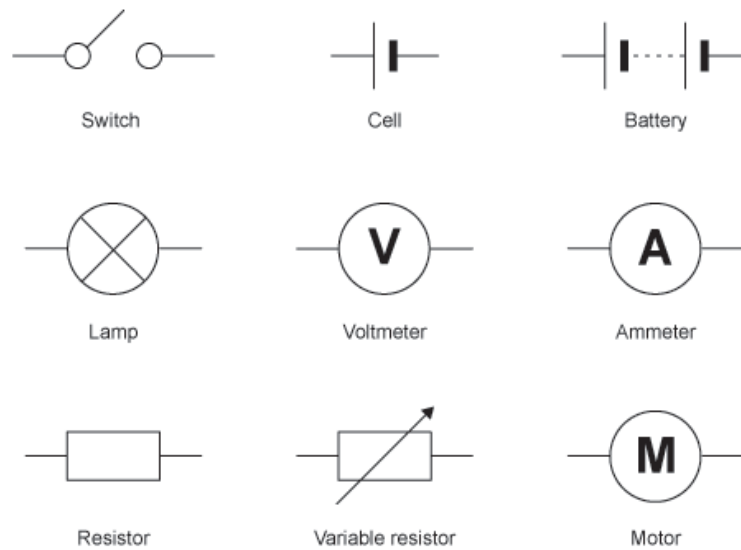 Switch
Cell
Battery
V
A
Lamp
Voltmeter
Ammeter
M
Resistor
Variable resistor
Motor